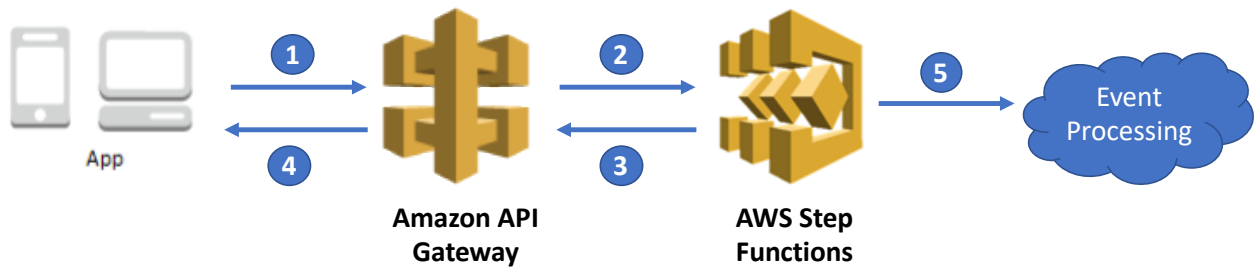 1
2
5
4
3
App
Amazon API
Gateway
AWS Step
Functions
Event
Processing